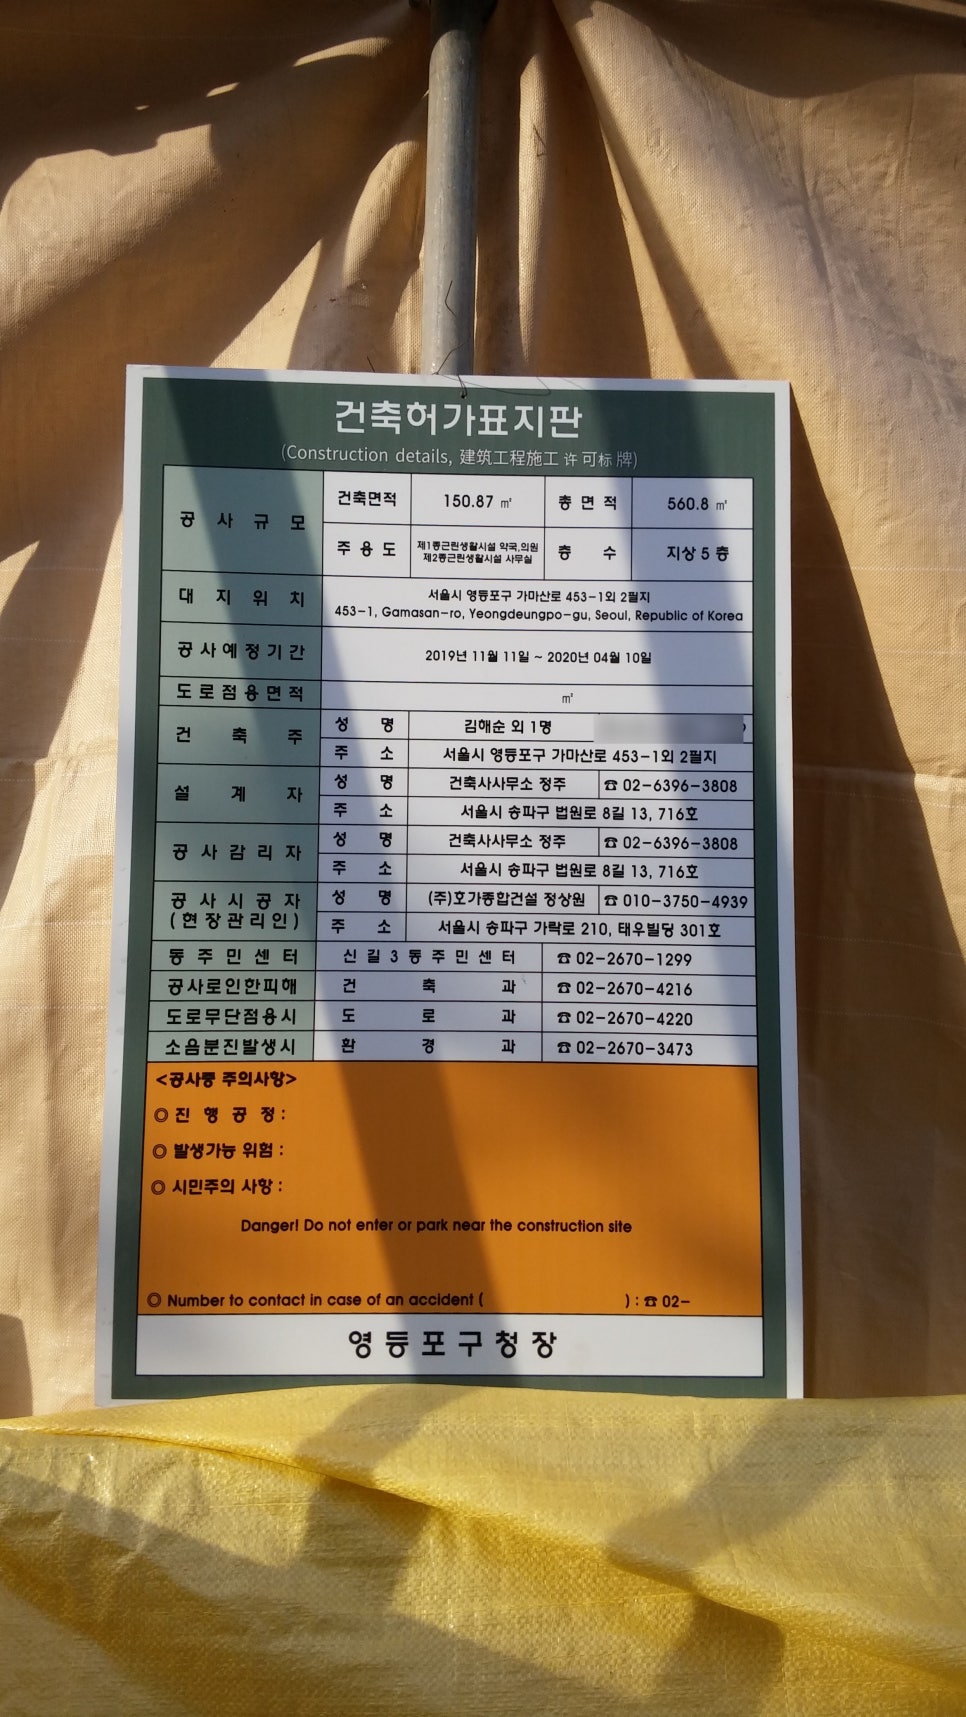 건축허가표지판
(Construction details, 建筑工程施工 许 可标 牌)
공 사 규 모 건축면적 150.87 ㎡ 총 면 적 560.8 ㎡
주 용 도 제1종근린생활시설 약국,의원 층 수 지상 5 층
제2종근린생활시설 사무실
대 지 위 치 서울시 영등포구 가마산로 453-1외 2필지
453-1, Gamasan-ro, Yeongdeungpo-gu, Seoul, Republic of Korea
공 사 예 정 기 간 2019년 11월 11일 ~ 2020년 04월 10일
도 로 점 용 면 적 ㎡
건 축 주 성 명 김해순 외 1명
주 소 서울시 영등포구 가마산로 453-1외 2필지
설 계 자 성 명 건축사사무소 정주 ☎ 02-6396-3808
주 소 서울시 송파구 법원로 8길 13, 716호
공 사 감 리 자 성 명 건축사사무소 정주 ☎ 02-6396-3808
주 소 서울시 송파구 법원로 8길 13, 716호
공 사 시 공 자 성 명 (주)호가종합건설 정상원 ☎ 010-3750-4939
(현장관리인) 주 소 서울시 송파구 가락로 210, 태우빌딩 301호
동 주 민 센 터 신 길 3 동 주 민 센 터 ☎ 02-2670-1299
공사로인한피해 건 축 과 ☎ 02-2670-4216
도로무단점용시 도 로 과 ☎ 02-2670-4220
소음분진발생시 환 경 과 ☎ 02-2670-3473
<공사중 주의사항>
◎ 진 행 공 정 :
◎ 발생가능 위험 :
◎ 시민주의 사항 :
Danger! Do not enter or park near the construction site
◎ Number to contact in case of an accident ( ) : ☎ 02-
영 등 포 구 청 장